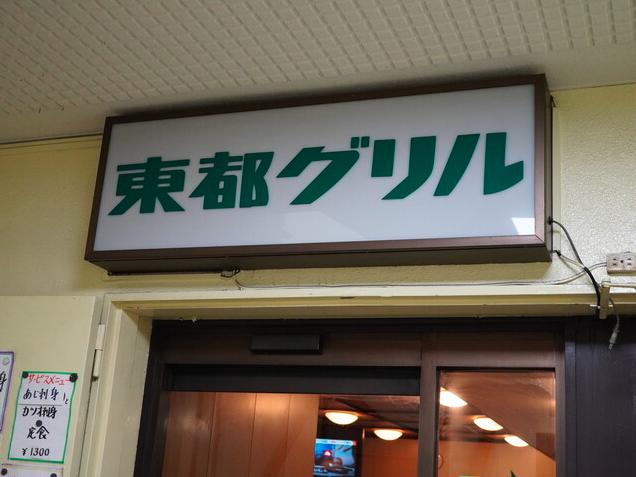 東都グリル
サービスメニュー
あじ刺身と
カツオ刺身
定食
¥1300